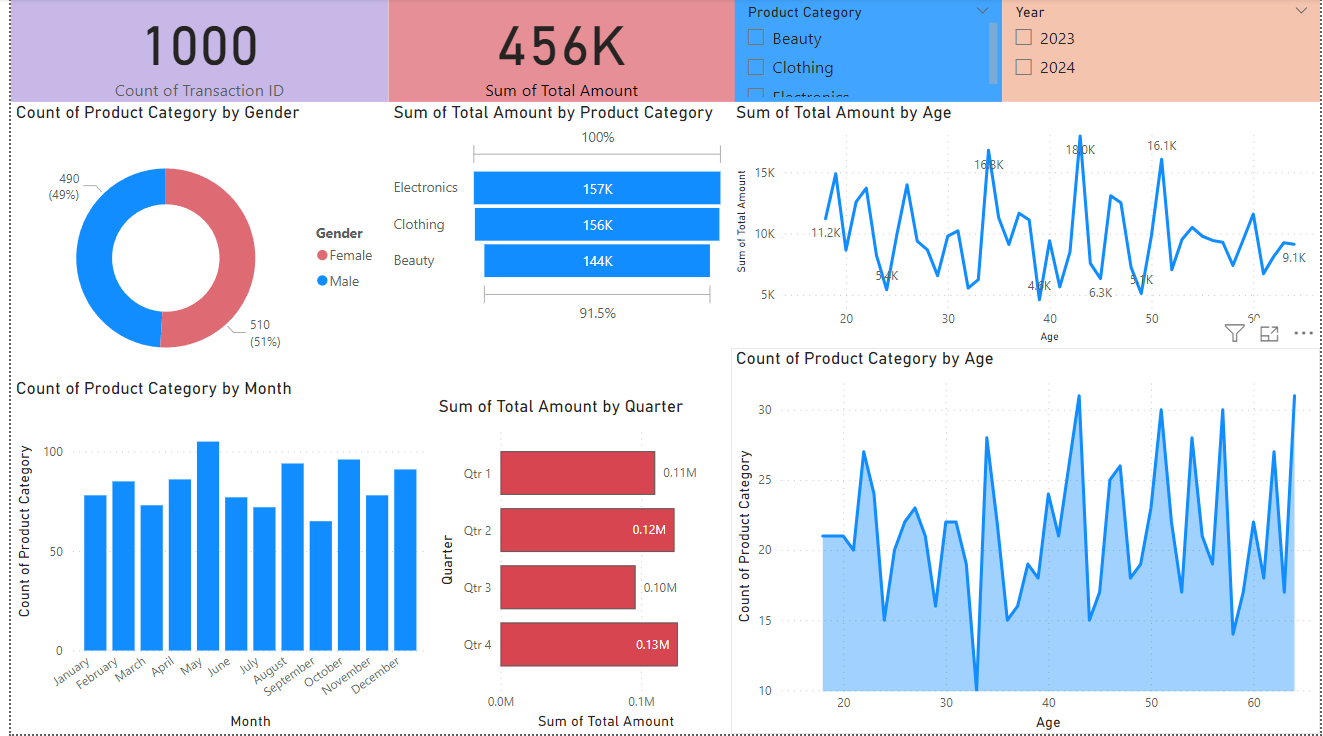 1000
Count of Transaction ID
456K
Sum of Total Amount
Product Category
Beauty
Clothing
Electronics
Year
2023
2024
Count of Product Category by Gender
490
(49%)
510
(51%)
Gender
Female
Male
Sum of Total Amount by Product Category
100%
Electronics
157K
Clothing
156K
Beauty
144K
91.5%
Sum of Total Amount by Age
Sum of Total Amount
15K
10K
5K
11.2K
5.4K
16.8K
4.6K
18.0K
6.3K
5.1K
16.1K
9.1K
20
30
40
50
60
Age
Count of Product Category by Month
Count of Product Category
100
50
0
January
February
March
April
May
June
July
August
September
October
November
December
Month
Sum of Total Amount by Quarter
Quarter
Qtr 1
0.11M
Qtr 2
0.12M
Qtr 3
0.10M
Qtr 4
0.13M
0.0M
0.1M
Sum of Total Amount
Count of Product Category by Age
Count of Product Category
30
25
20
15
10
20
30
40
50
60
Age